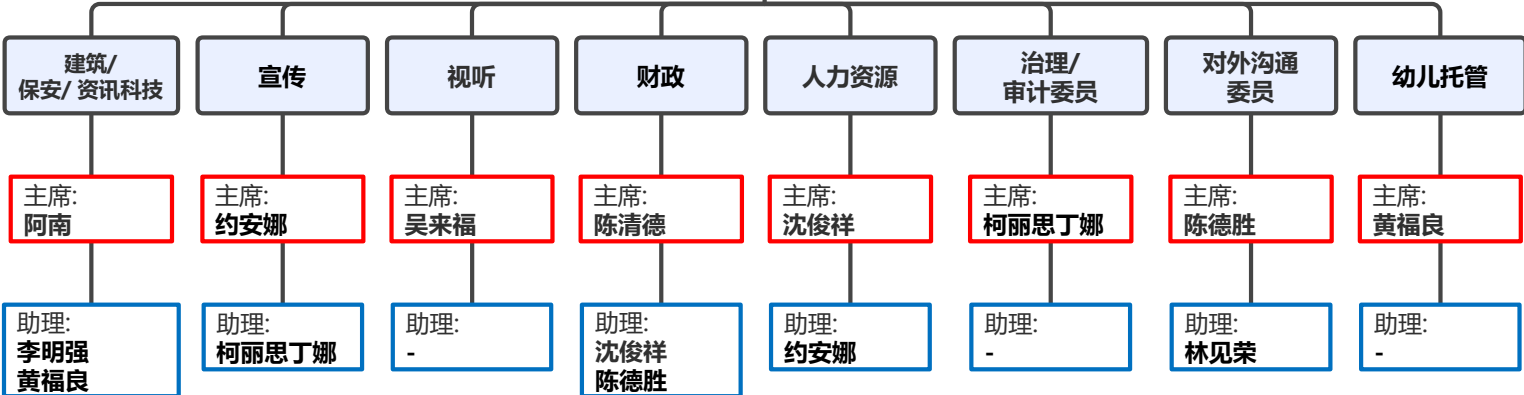 建筑/
保安/ 资讯科技
宣传
视听
财政
人力资源
治理/
审计委员
对外沟通
委员
幼儿托管
主席:
阿南
主席:
约安娜
主席:
吴来福
主席:
陈清德
主席:
沈俊祥
主席:
柯丽思丁娜
主席:
陈德胜
主席:
黄福良
助理:
李明强
黄福良
助理:
柯丽思丁娜
助理:
-
助理:
沈俊祥
陈德胜
助理:
约安娜
助理:
-
助理:
林见荣
助理:
-